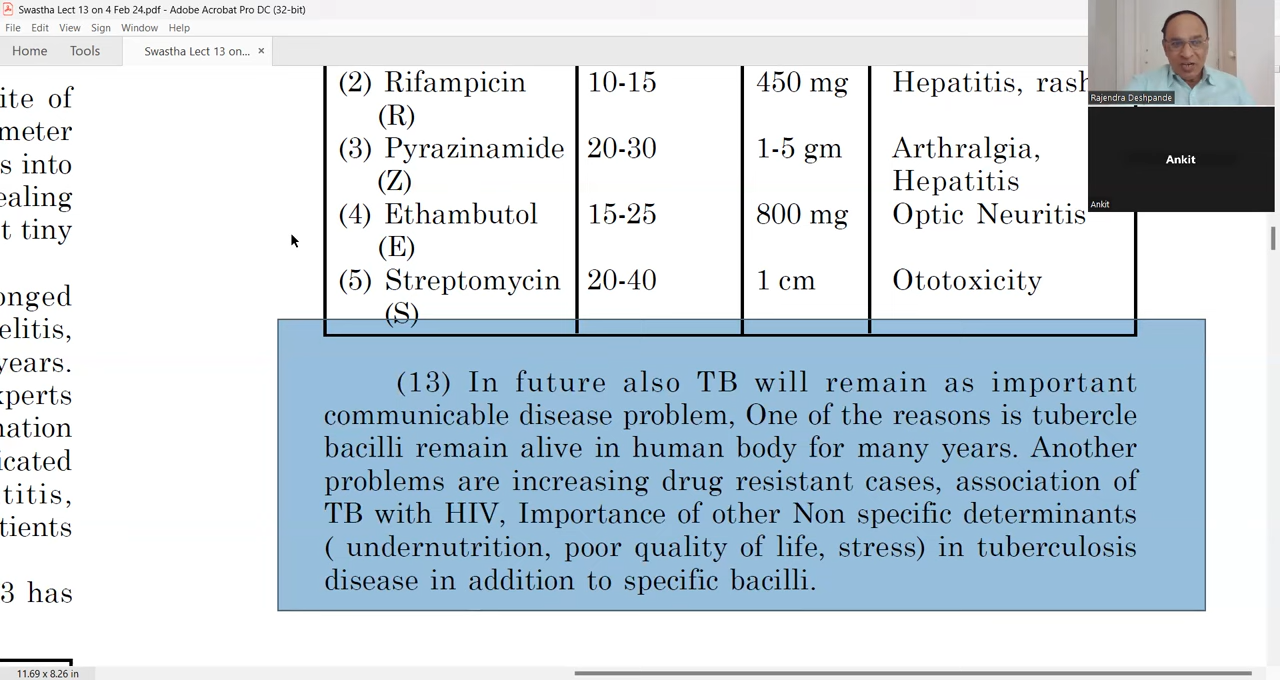 Swastha Lect 13 on 4 Feb 24.pdf - Adobe Acrobat Pro DC (32-bit)
File Edit View Sign Window Help
Home Tools Swastha Lect 13 on... ×
ite of
meter
s into
ealing
t tiny
onged
elitis,
years.
xperts
nation
icated
titis,
tients
3 has
(2) Rifampicin 10-15 450 mg Hepatitis, rash
(R)
(3) Pyrazinamide 20-30 1-5 gm Arthralgia,
(Z) Hepatitis
(4) Ethambutol 15-25 800 mg Optic Neuritis
(E)
(5) Streptomycin 20-40 1 cm Ototoxicity
(S)
(13) In future also TB will remain as important
communicable disease problem, One of the reasons is tubercle
bacilli remain alive in human body for many years. Another
problems are increasing drug resistant cases, association of
TB with HIV, Importance of other Non specific determinants
( undernutrition, poor quality of life, stress) in tuberculosis
disease in addition to specific bacilli.
Rajendra Deshpande
Ankit
Ankit
11.69 x 8.26 in